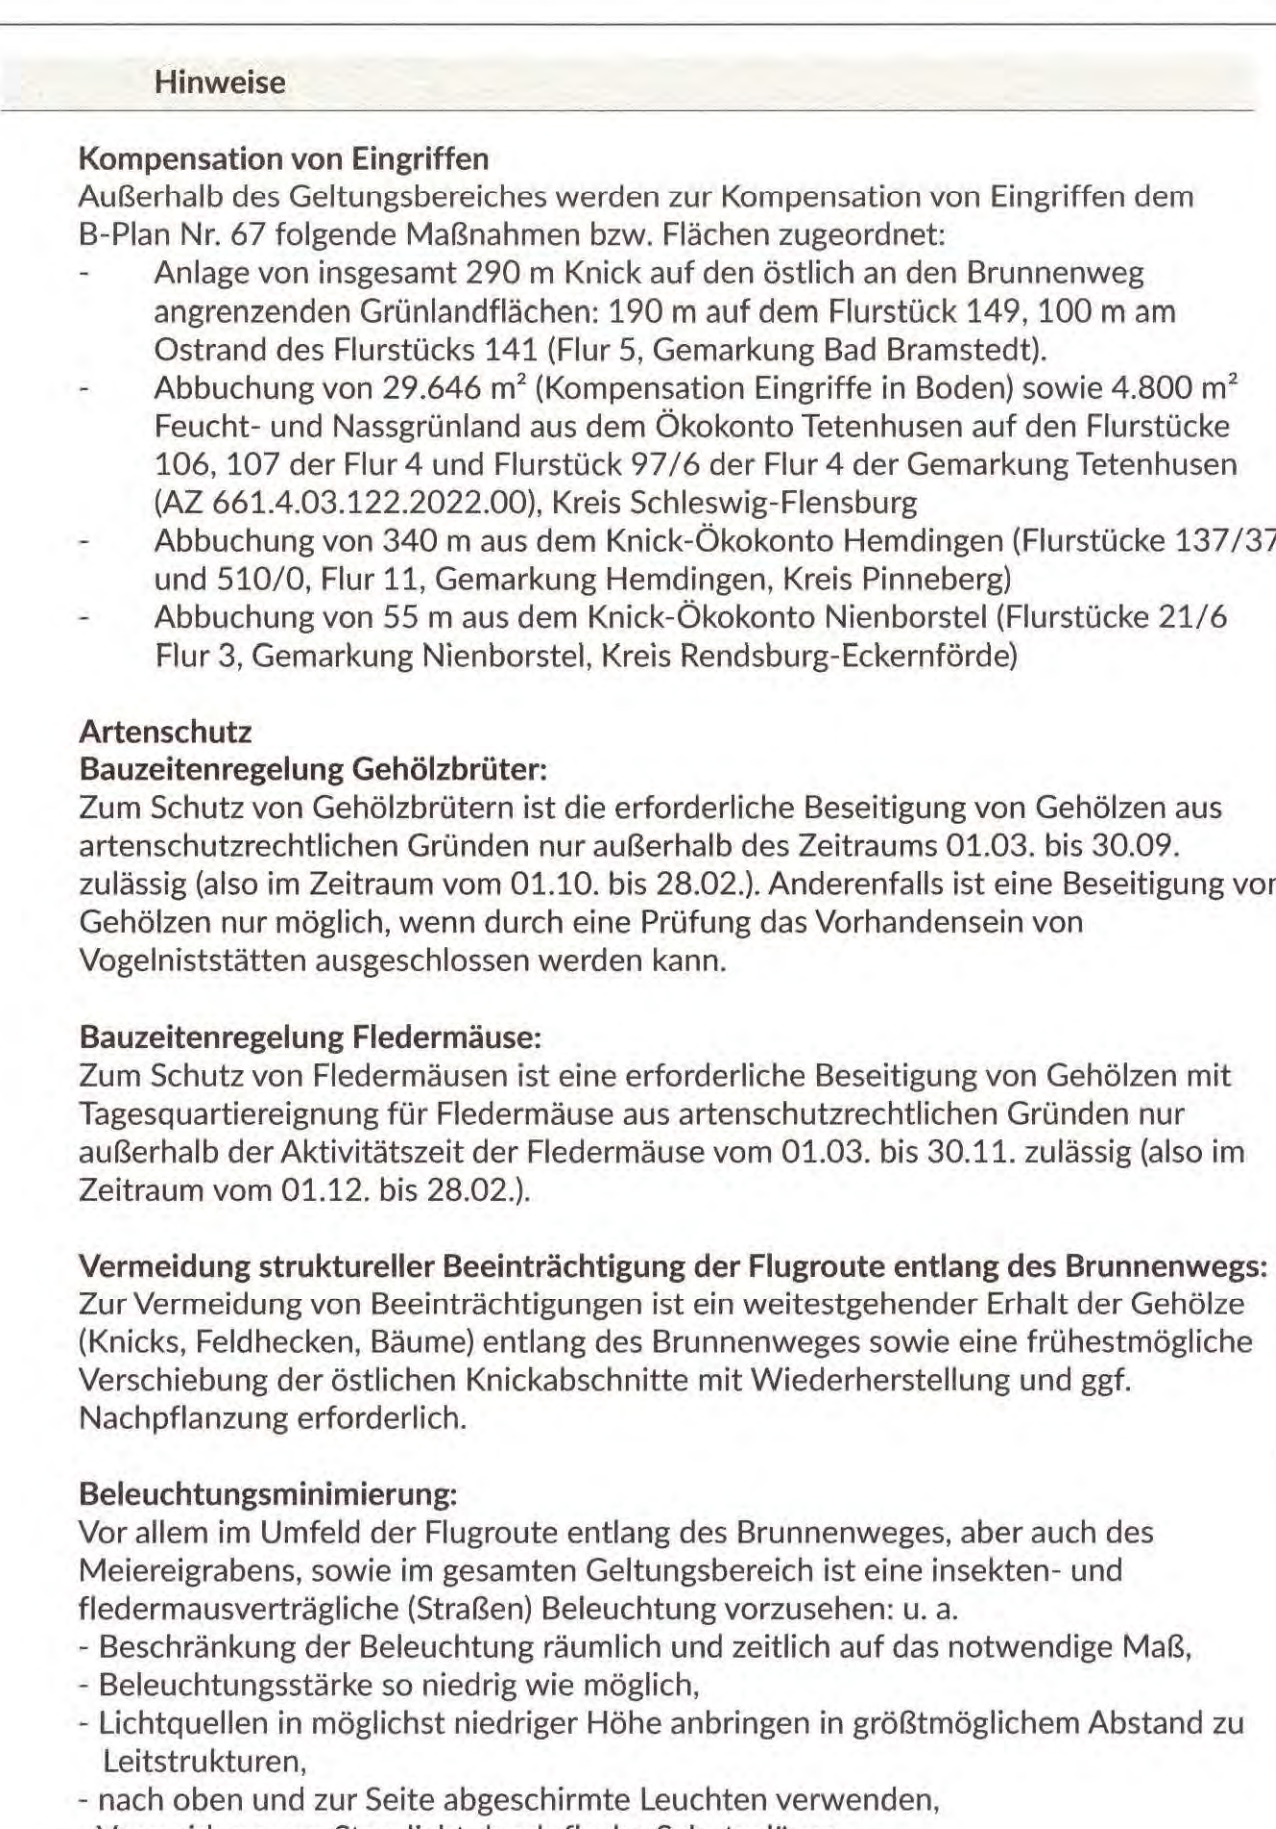 Hinweise
Kompensation von Eingriffen
Außerhalb des Geltungsbereiches werden zur Kompensation von Eingriffen dem
B-Plan Nr. 67 folgende Maßnahmen bzw. Flächen zugeordnet:
- Anlage von insgesamt 290 m Knick auf den östlich an den Brunnenweg
angrenzenden Grünlandflächen: 190 m auf dem Flurstück 149, 100 m am
Ostrand des Flurstücks 141 (Flur 5, Gemarkung Bad Bramstedt).
- Abbuchung von 29.646 m² (Kompensation Eingriffe in Boden) sowie 4.800 m²
Feucht- und Nassgrünland aus dem Ökokonto Tetenhusen auf den Flurstücke
106, 107 der Flur 4 und Flurstück 97/6 der Flur 4 der Gemarkung Tetenhusen
(AZ 661.4.03.122.2022.00), Kreis Schleswig-Flensburg
- Abbuchung von 340 m aus dem Knick-Ökokonto Hemdingen (Flurstücke 137/37
und 510/0, Flur 11, Gemarkung Hemdingen, Kreis Pinneberg)
- Abbuchung von 55 m aus dem Knick-Ökokonto Nienborstel (Flurstücke 21/6
Flur 3, Gemarkung Nienborstel, Kreis Rendsburg-Eckernförde)
Artenschutz
Bauzeitenregelung Gehölzbrüter:
Zum Schutz von Gehölzbrütern ist die erforderliche Beseitigung von Gehölzen aus
artenschutzrechtlichen Gründen nur außerhalb des Zeitraums 01.03. bis 30.09.
zulässig (also im Zeitraum vom 01.10. bis 28.02.). Anderenfalls ist eine Beseitigung von
Gehölzen nur möglich, wenn durch eine Prüfung das Vorhandensein von
Vogelniststätten ausgeschlossen werden kann.
Bauzeitenregelung Fledermäuse:
Zum Schutz von Fledermäusen ist eine erforderliche Beseitigung von Gehölzen mit
Tagesquartiereignung für Fledermäuse aus artenschutzrechtlichen Gründen nur
außerhalb der Aktivitätszeit der Fledermäuse vom 01.03. bis 30.11. zulässig (also im
Zeitraum vom 01.12. bis 28.02.).
Vermeidung struktureller Beeinträchtigung der Flugroute entlang des Brunnenwegs:
Zur Vermeidung von Beeinträchtigungen ist ein weitestgehender Erhalt der Gehölze
(Knicks, Feldhecken, Bäume) entlang des Brunnenweges sowie eine frühestmögliche
Verschiebung der östlichen Knickabschnitte mit Wiederherstellung und ggf.
Nachpflanzung erforderlich.
Beleuchtungsminimierung:
Vor allem im Umfeld der Flugroute entlang des Brunnenweges, aber auch des
Meiereigrabens, sowie im gesamten Geltungsbereich ist eine insekten- und
fledermausverträgliche (Straßen) Beleuchtung vorzusehen: u. a.
- Beschränkung der Beleuchtung räumlich und zeitlich auf das notwendige Maß,
- Beleuchtungsstärke so niedrig wie möglich,
- Lichtquellen in möglichst niedriger Höhe anbringen in größtmöglichem Abstand zu
Leitstrukturen,
- nach oben und zur Seite abgeschirmte Leuchten verwenden,